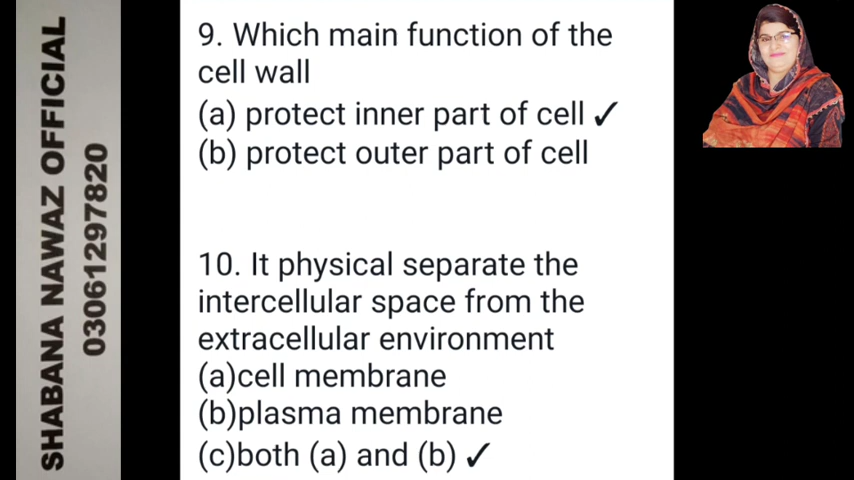 SHABANA NAWAZ OFFICIAL
03061297820
9. Which main function of the
cell wall
(a) protect inner part of cell ✓
(b) protect outer part of cell
10. It physical separate the
intercellular space from the
extracellular environment
(a)cell membrane
(b)plasma membrane
(c)both (a) and (b) ✓